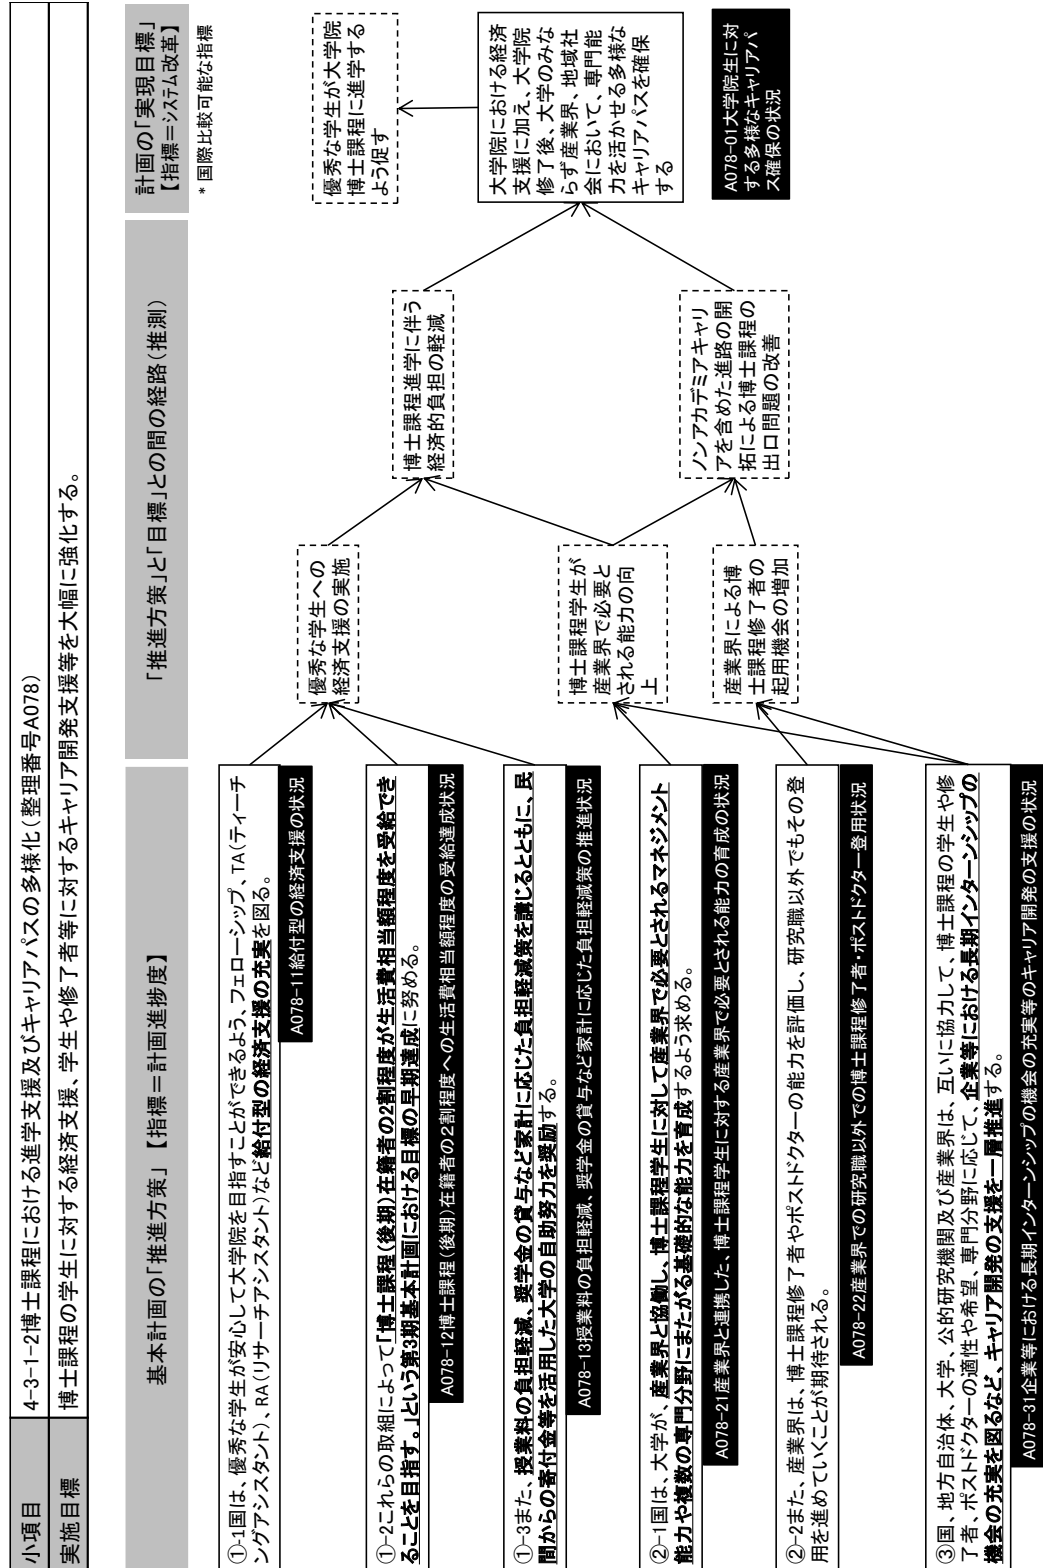 小項目
4-3-1-2博士課程における進学支援及びキャリアパスの多様化(整理番号A078)
実施目標
博士課程の学生に対する経済支援、学生や修了者等に対するキャリア開発支援等を大幅に強化する。
基本計画の「推進方策」【指標=計画進捗度】
「推進方策」と「目標」との間の経路(推測)
計画の「実現目標」
【指標=システム改革】
* 国際比較可能な指標
①-1国は、優秀な学生が安心して大学院を目指すことができるよう、フェローシップ、TA(ティーチ
ングアシスタント)、RA(リサーチアシスタント)など給付型の経済支援の充実を図る。
A078-11給付型の経済支援の状況
①-2これらの取組によって「博士課程(後期)在籍者の2割程度が生活費相当額程度を受給でき
ることを目指す。」という第3期基本計画における目標の早期達成に努める。
A078-12博士課程(後期)在籍者の2割程度への生活費相当額程度の受給達成状況
①-3また、授業料の負担軽減、奨学金の貸与など家計に応じた負担軽減策を講じるとともに、民
間からの寄付金等を活用した大学の自助努力を奨励する。
A078-13授業料の負担軽減、奨学金の貸与など家計に応じた負担軽減策の推進状況
②-1国は、大学が、産業界と協働し、博士課程学生に対して産業界で必要とされるマネジメント
能力や複数の専門分野にまたがる基礎的な能力を育成するよう求める。
A078-21産業界と連携した、博士課程学生に対する産業界で必要とされる能力の育成の状況
②-2また、産業界は、博士課程修了者やポストドクターの能力を評価し、研究職以外でもその登
用を進めていくことが期待される。
A078-22産業界での研究職以外での博士課程修了者・ポストドクター登用状況
③国、地方自治体、大学、公的研究機関及び産業界は、互いに協力して、博士課程の学生や修
了者、ポストドクターの適性や希望、専門分野に応じて、企業等における長期インターンシップの
機会の充実を図るなど、キャリア開発の支援を一層推進する。
A078-31企業等における長期インターンシップの機会の充実等のキャリア開発の支援の状況
優秀な学生への
経済支援の実施
博士課程学生が
産業界で必要と
される能力の向
上
産業界による博
士課程修了者の
起用機会の増加
博士課程進学に伴う
経済的負担の軽減
ノンアカデミアキャリ
アを含めた進路の開
拓による博士課程の
出口問題の改善
優秀な学生が大学院
博士課程に進学する
よう促す
大学院における経済
支援に加え、大学院
修了後、大学のみな
らず産業界、地域社
会において、専門能
力を活かせる多様な
キャリアパスを確保
する
A078-01大学院生に対
する多様なキャリアパ
ス確保の状況